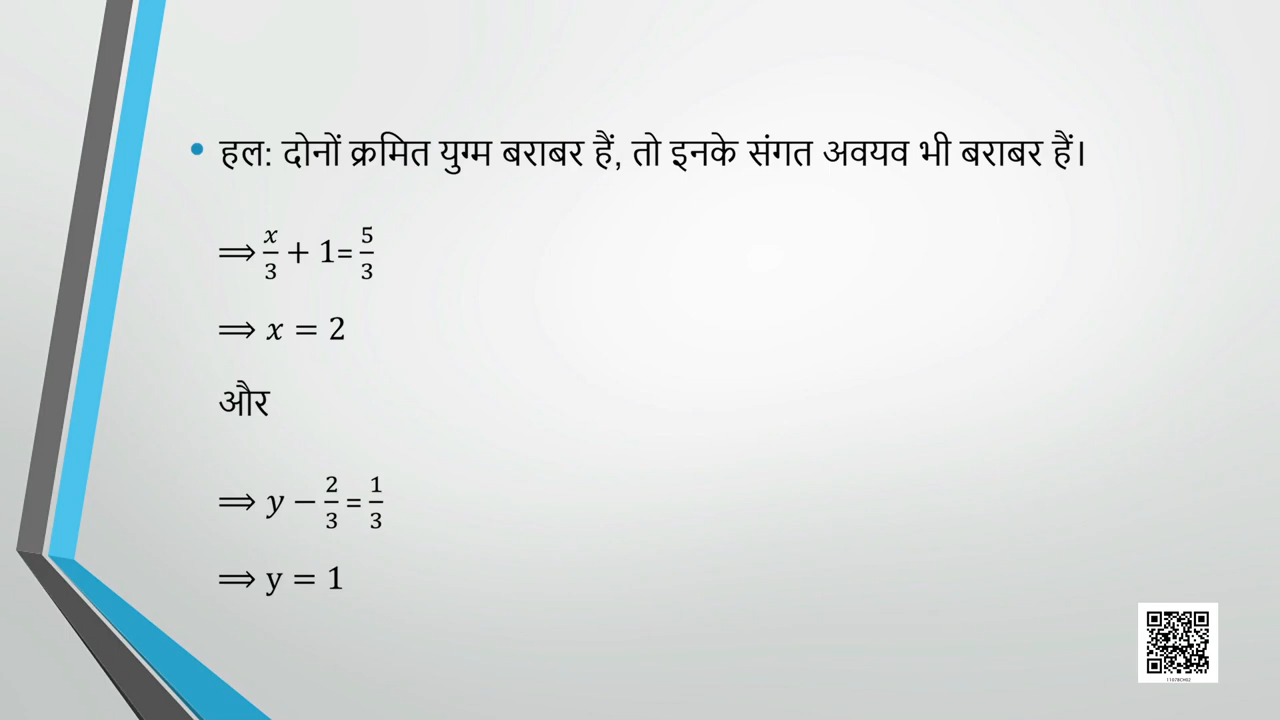 • हल: दोनों क्रमित युग्म बराबर हैं, तो इनके संगत अवयव भी बराबर हैं।
⟹ x/3 + 1= 5/3
⟹ x = 2
और
⟹ y − 2/3 = 1/3
⟹ y = 1